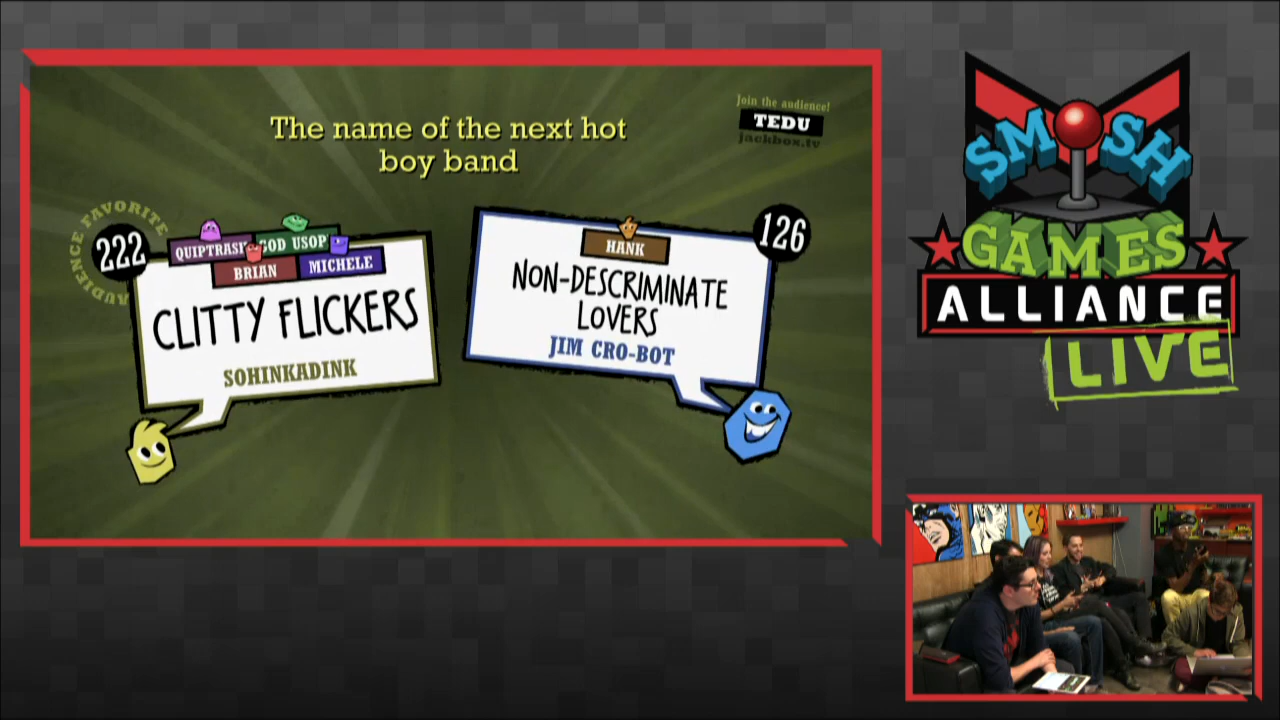 The name of the next hot
boy band
Join the audience!
TEDU
jackbox.tv
AUDIENCE FAVORITE
222
GOD USOP
BRIAN
MICHELE
CLITTY FLICKERS
SOHINKADINK
126
HANK
NON-DESCRIMINATE
LOVERS
JIM CRO-BOT
SMOSH
GAMES
ALLIANCE
LIVE